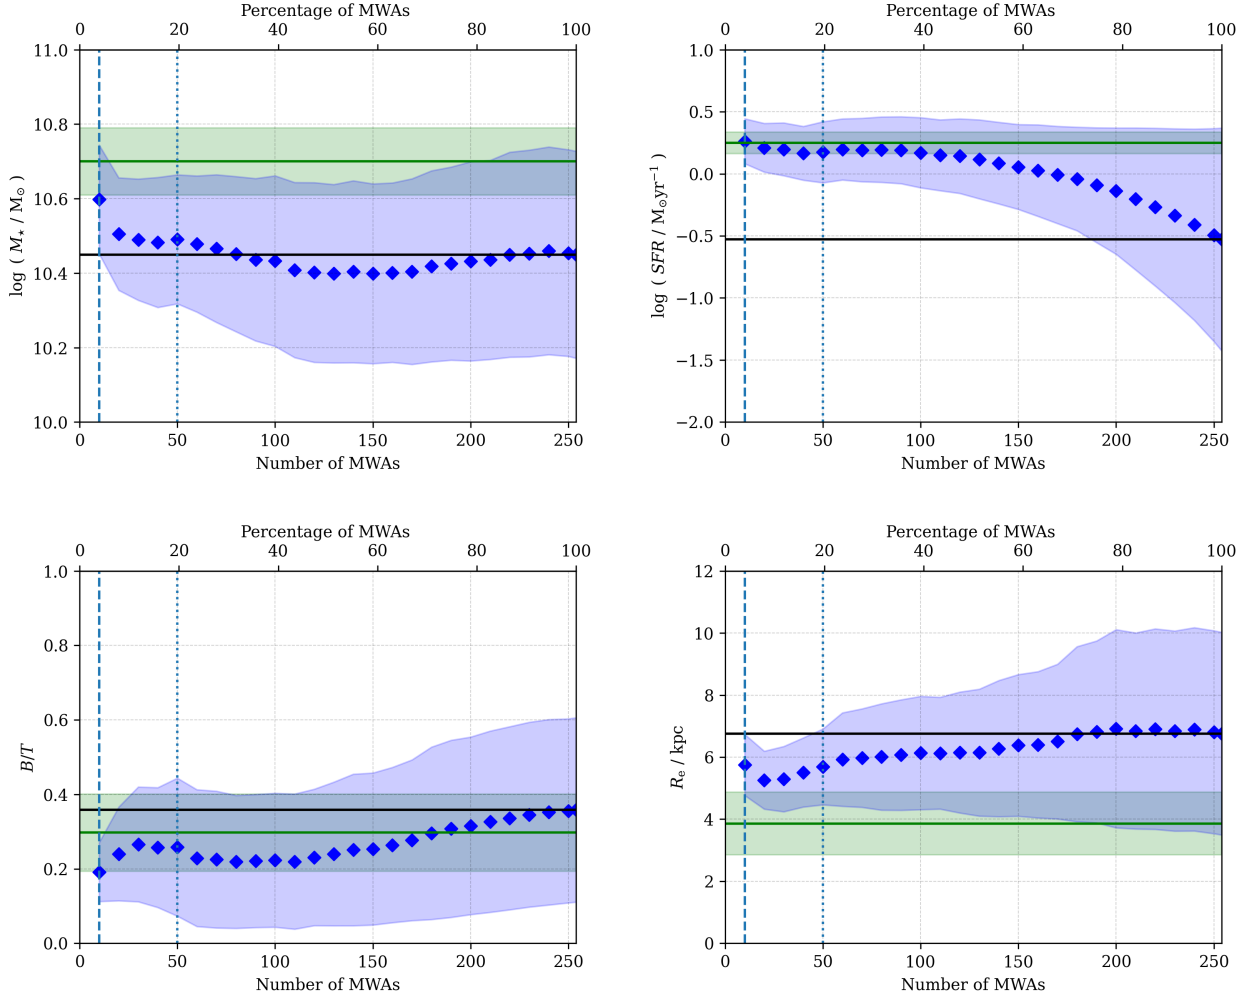 Percentage of MWAs
0 20 40 60 80 100
11.0
10.8
10.6
10.4
10.2
10.0
log ( M⋆ / M⊙ )
0 50 100 150 200 250
Number of MWAs
Percentage of MWAs
0 20 40 60 80 100
1.0
0.5
0.0
−0.5
−1.0
−1.5
−2.0
log ( SFR / M⊙yr⁻¹ )
0 50 100 150 200 250
Number of MWAs
Percentage of MWAs
0 20 40 60 80 100
1.0
0.8
0.6
0.4
0.2
0.0
B/T
0 50 100 150 200 250
Number of MWAs
Percentage of MWAs
0 20 40 60 80 100
12
10
8
6
4
2
0
Rₑ / kpc
0 50 100 150 200 250
Number of MWAs